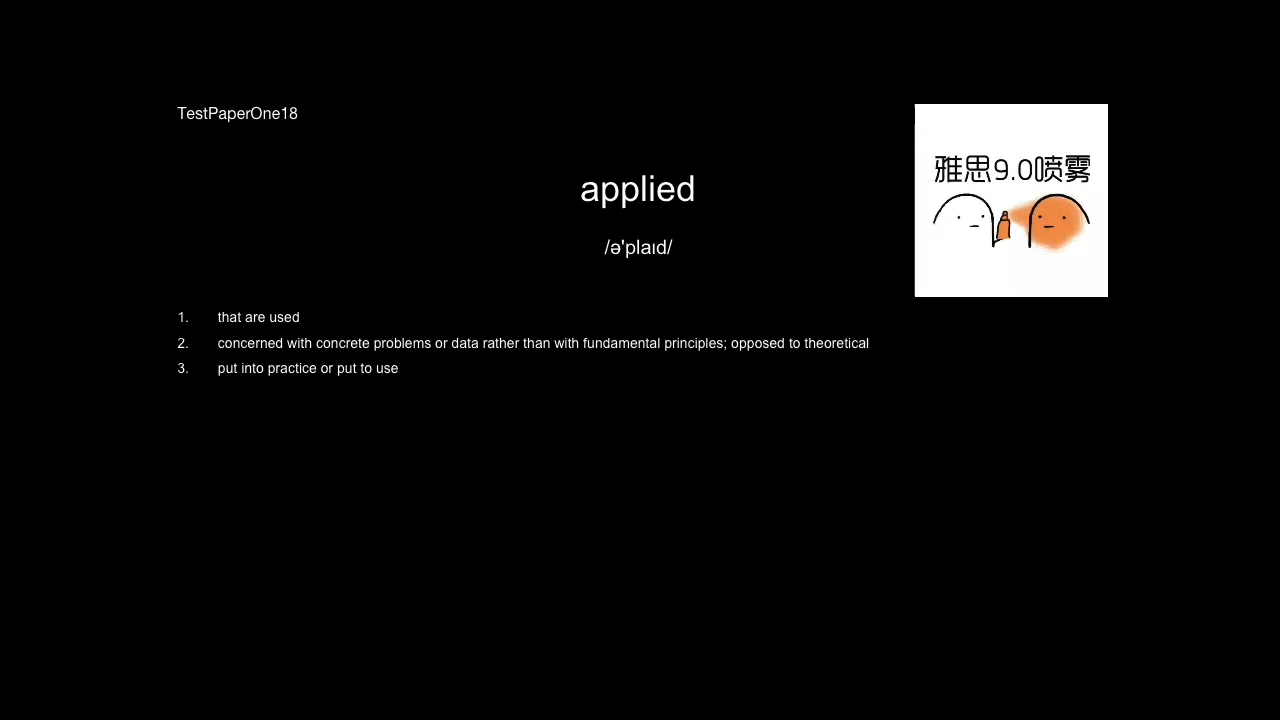 TestPaperOne18
雅思9.0喷雾
applied
/ə'plaɪd/
1. that are used
2. concerned with concrete problems or data rather than with fundamental principles; opposed to theoretical
3. put into practice or put to use